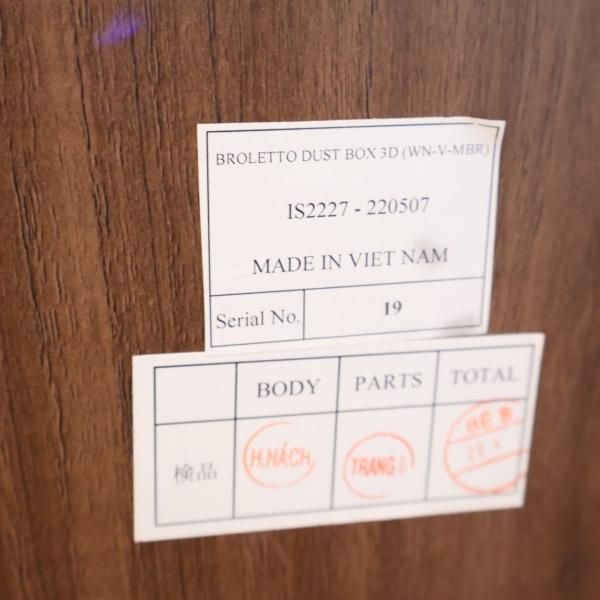 BROLETTO DUST BOX 3D (WN-V-MBR)
IS2227 - 220507
MADE IN VIET NAM
Serial No. 19
BODY PARTS TOTAL
検品 H.NÁCH TRANG BÉ